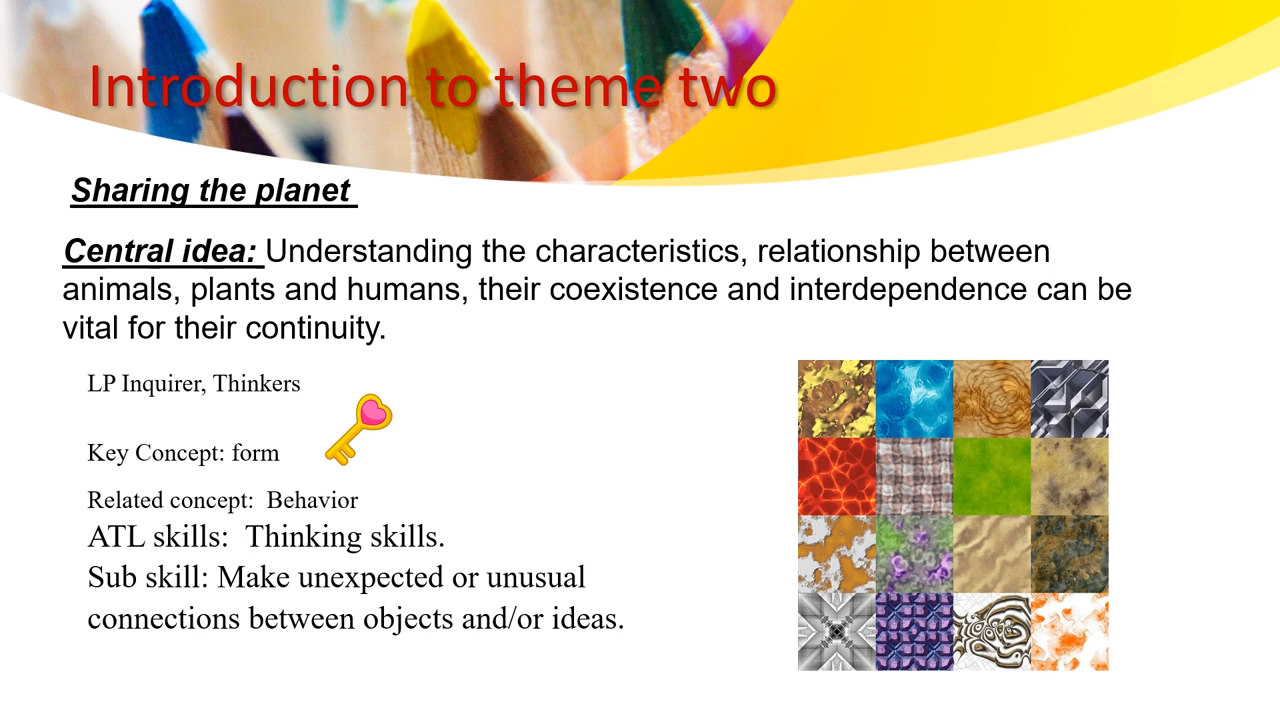 Introduction to theme two
Sharing the planet
Central idea: Understanding the characteristics, relationship between
animals, plants and humans, their coexistence and interdependence can be
vital for their continuity.
LP Inquirer, Thinkers
Key Concept: form
Related concept:  Behavior
ATL skills:  Thinking skills.
Sub skill: Make unexpected or unusual
connections between objects and/or ideas.